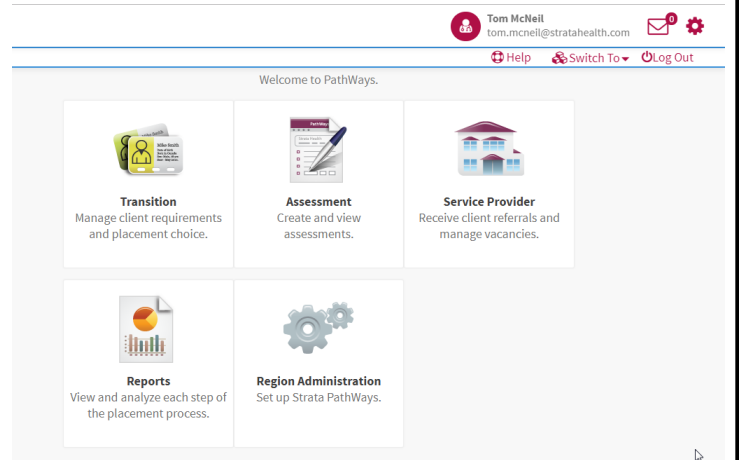 Tom McNeil
tom.mcneil@stratahealth.com
0
Help Switch To Log Out
Welcome to PathWays.
Transition
Manage client requirements
and placement choice.
Assessment
Create and view
assessments.
Service Provider
Receive client referrals and
manage vacancies.
Reports
View and analyze each step of
the placement process.
Region Administration
Set up Strata PathWays.